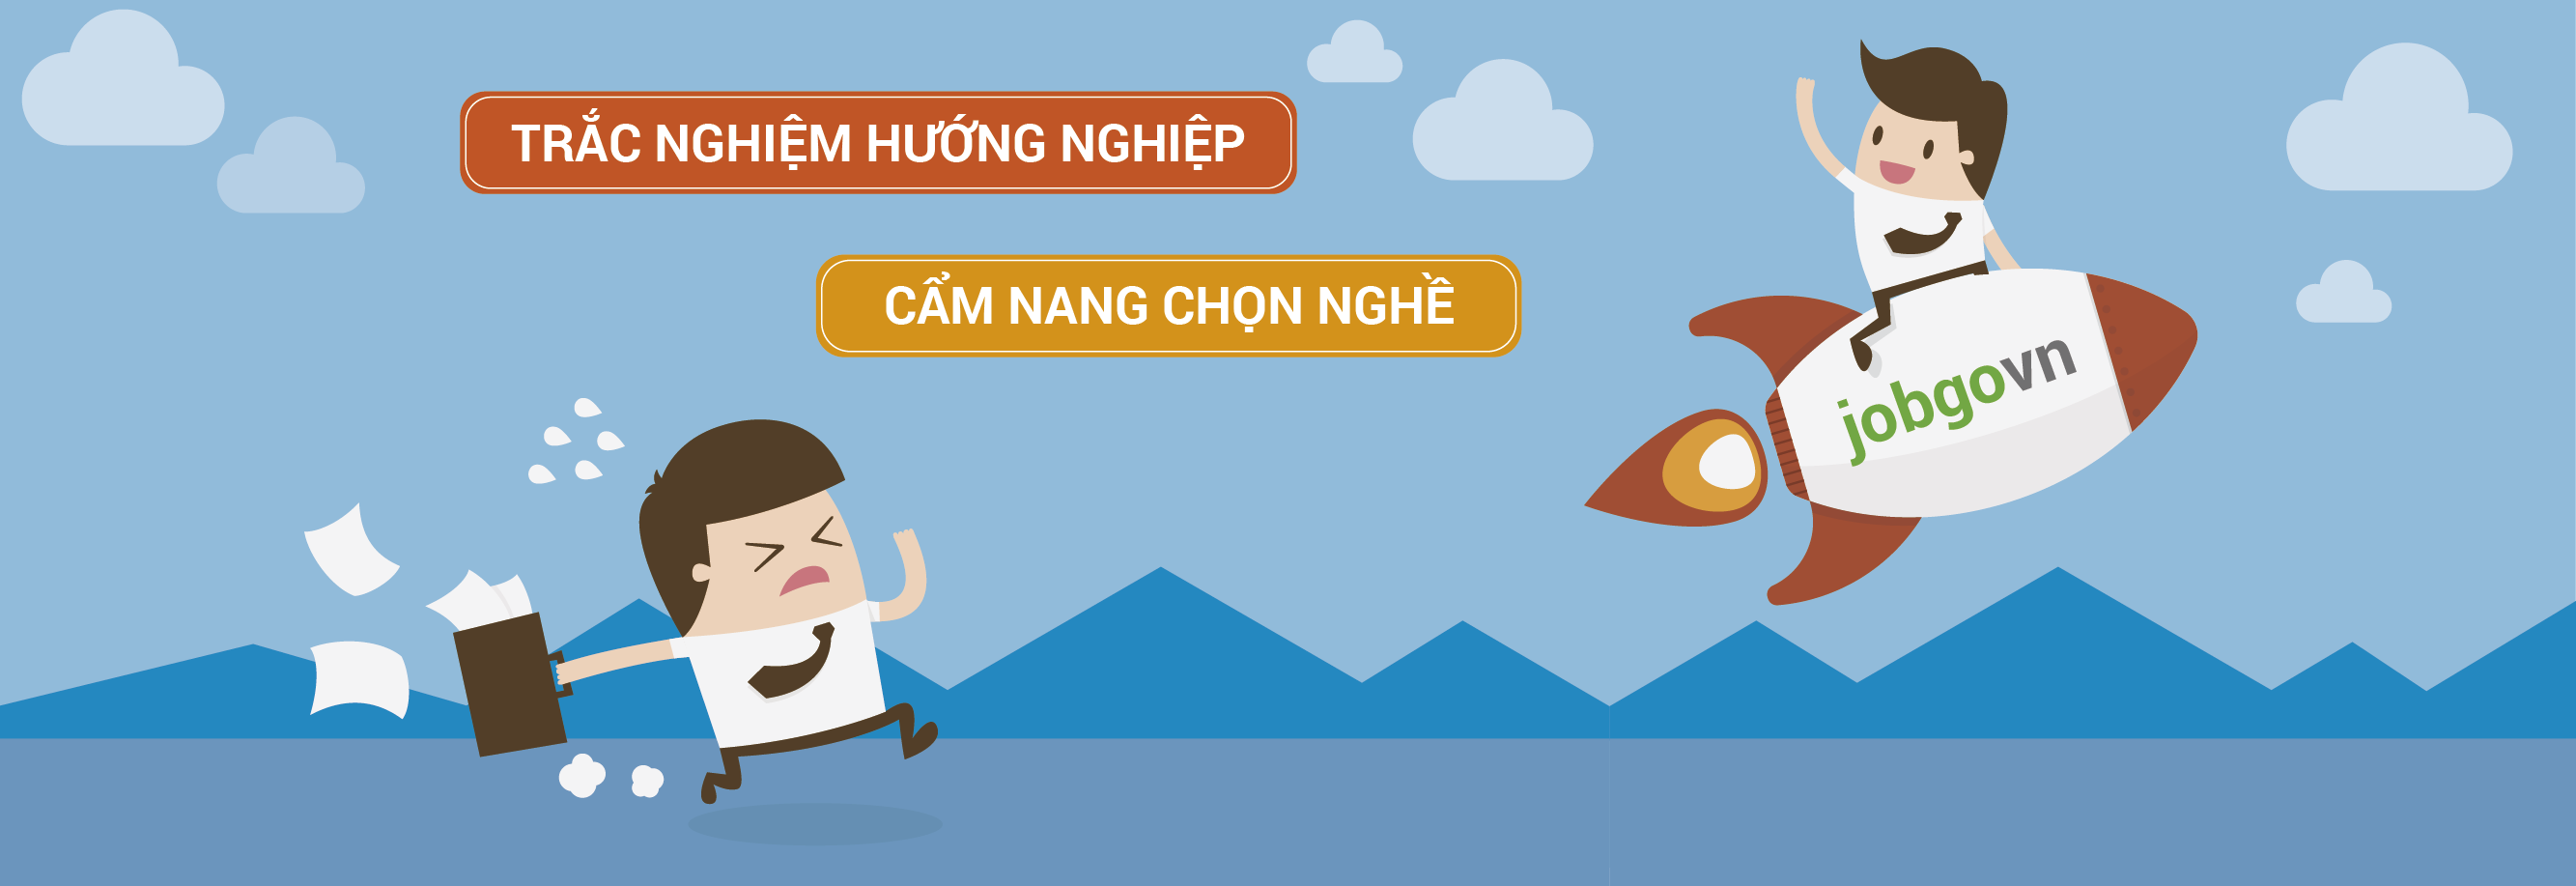 TRẮC NGHIỆM HƯỚNG NGHIỆP
CẨM NANG CHỌN NGHỀ
jobgovn